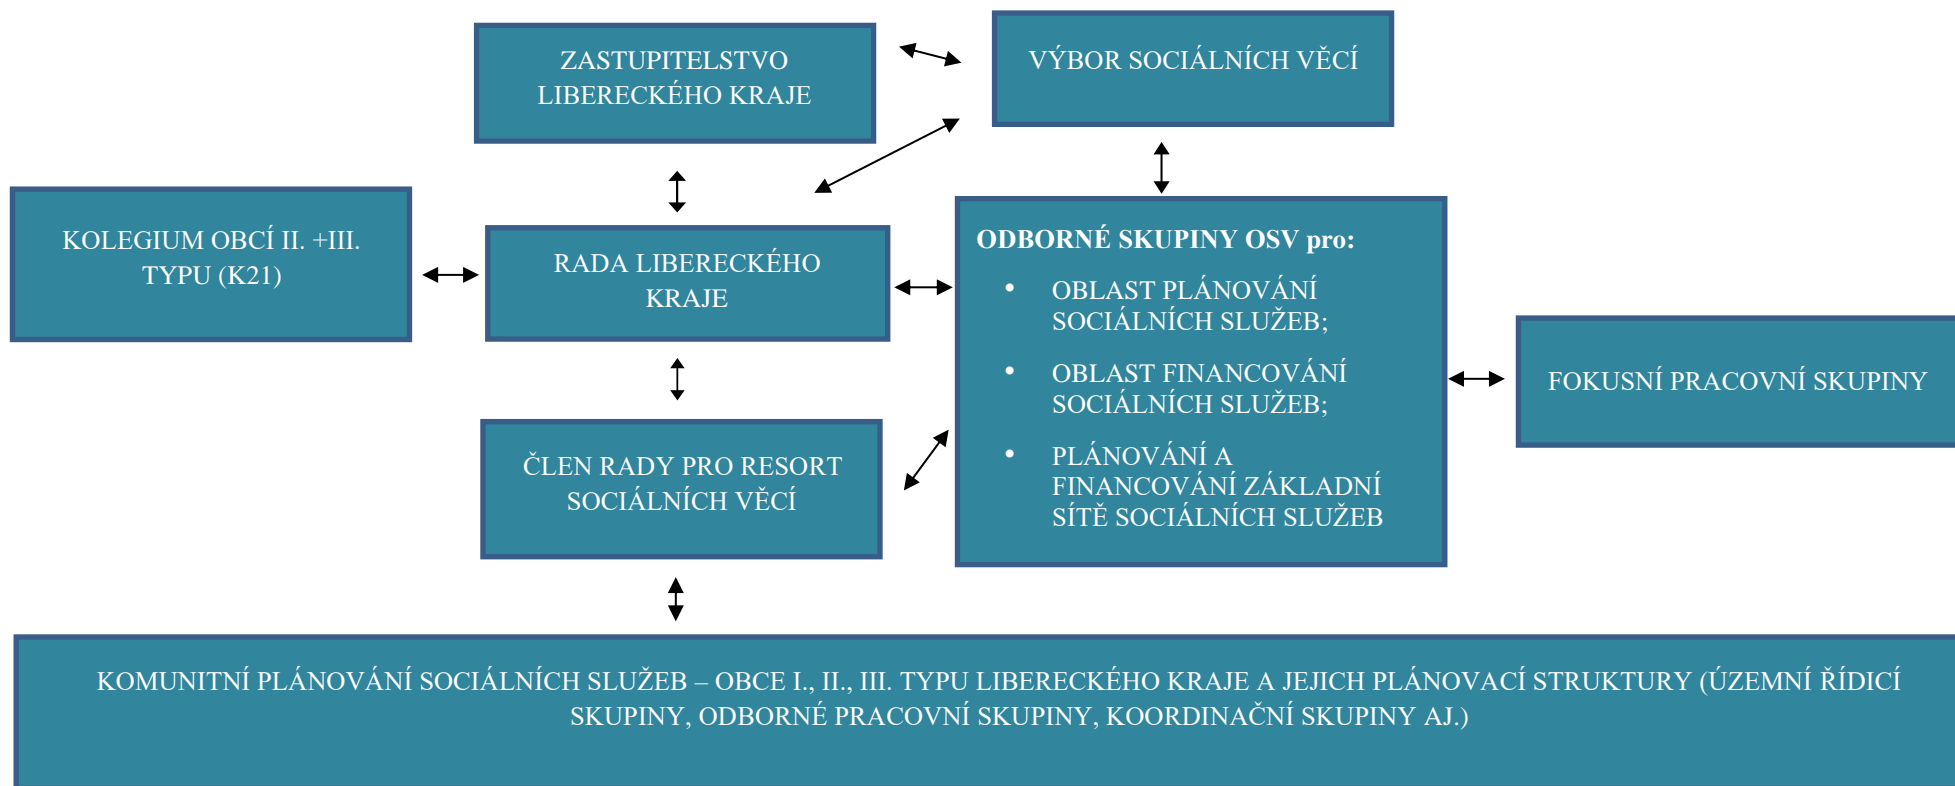 ZASTUPITELSTVO
LIBERECKÉHO KRAJE
VÝBOR SOCIÁLNÍCH VĚCÍ
KOLEGIUM OBCÍ II. +III.
TYPU (K21)
RADA LIBERECKÉHO
KRAJE
ODBORNÉ SKUPINY OSV pro:
• OBLAST PLÁNOVÁNÍ
SOCIÁLNÍCH SLUŽEB;
• OBLAST FINANCOVÁNÍ
SOCIÁLNÍCH SLUŽEB;
• PLÁNOVÁNÍ A
FINANCOVÁNÍ ZÁKLADNÍ
SÍTĚ SOCIÁLNÍCH SLUŽEB
FOKUSNÍ PRACOVNÍ SKUPINY
ČLEN RADY PRO RESORT
SOCIÁLNÍCH VĚCÍ
KOMUNITNÍ PLÁNOVÁNÍ SOCIÁLNÍCH SLUŽEB – OBCE I., II., III. TYPU LIBERECKÉHO KRAJE A JEJICH PLÁNOVACÍ STRUKTURY (ÚZEMNÍ ŘÍDICÍ
SKUPINY, ODBORNÉ PRACOVNÍ SKUPINY, KOORDINAČNÍ SKUPINY AJ.)